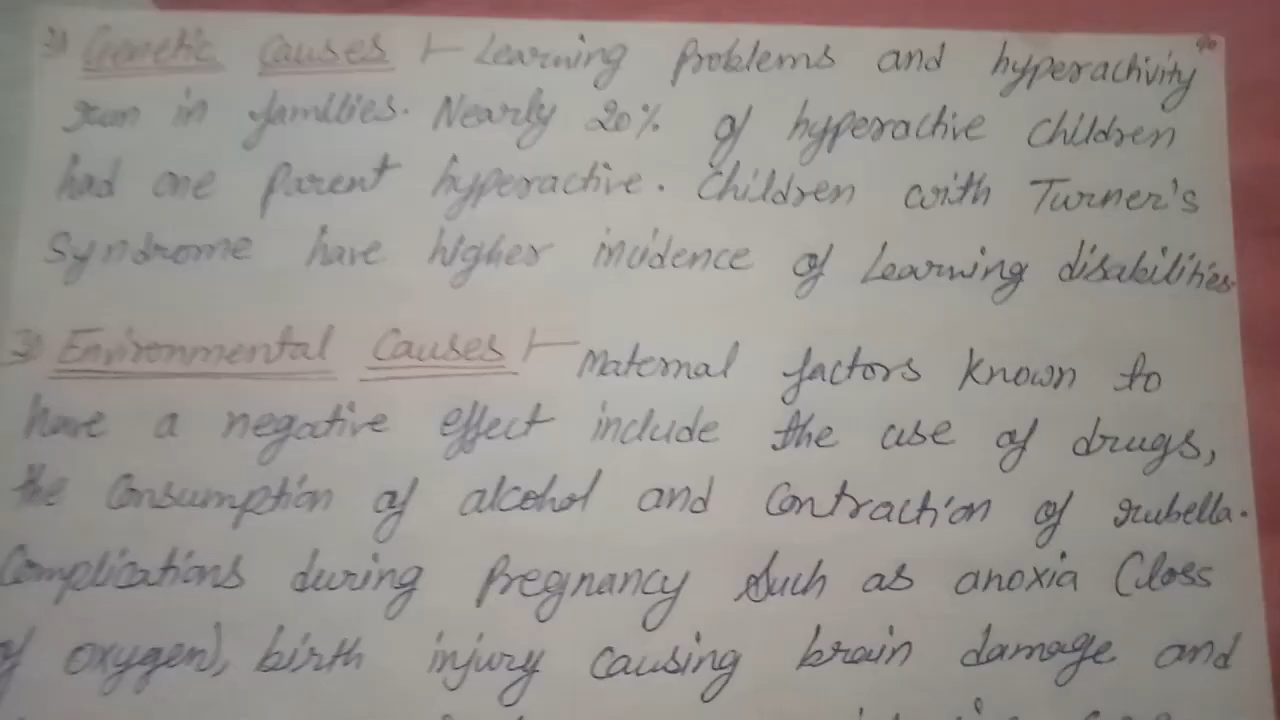 2) Genetic Causes :- Learning Problems and hyperactivity
run in families. Nearly 20% of hyperactive children
had one parent hyperactive. Children with Turner's
Syndrome have higher incidence of Learning disabilities.
3) Environmental Causes :- Maternal factors known to
have a negative effect include the use of drugs,
the Consumption of alcohol and Contraction of rubella.
Complications during Pregnancy Such as anoxia (loss
of oxygen), birth injury causing brain damage and